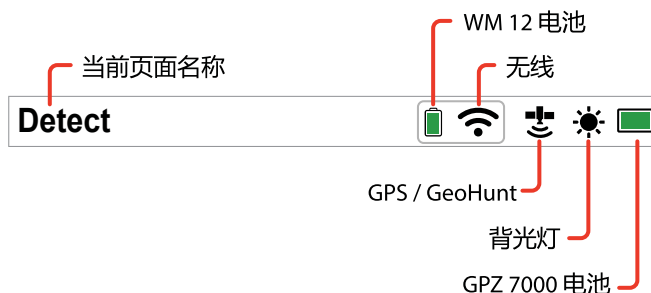 WM 12 电池
当前页面名称
无线
Detect
GPS / GeoHunt
背光灯
GPZ 7000 电池